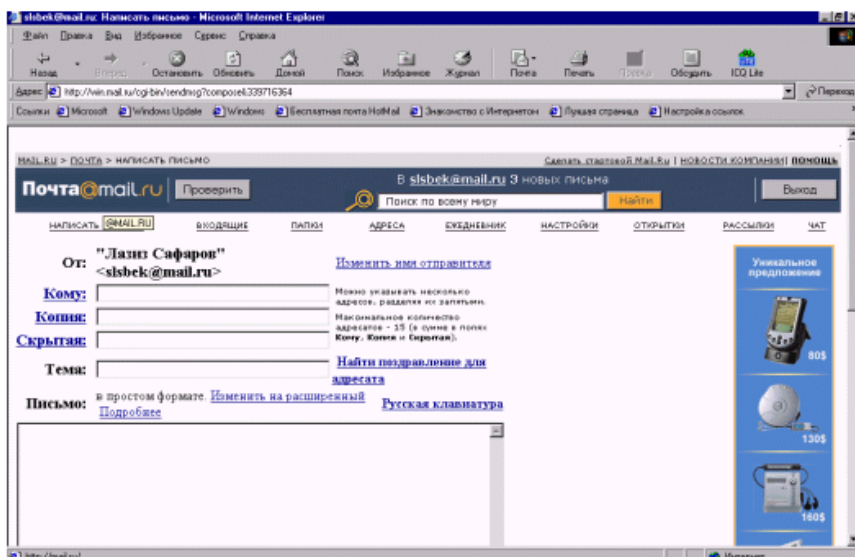 slsbek@mail.ru: Написать письмо - Microsoft Internet Explorer
Файл Правка Вид Избранное Сервис Справка
Назад Вперед Остановить Обновить Домой Поиск Избранное Журнал Почта Печать Правка Обсудить ICQ Lite
Адрес http://win.mail.ru/cgi-bin/sendmsg?compose&339716364 Переход
Ссылки Microsoft Windows Update Windows Бесплатная почта HotMail Знакомство с Интернетом Лучшая страница Настройка ссылок
MAIL.RU > ПОЧТА > НАПИСАТЬ ПИСЬМО Сделать стартовой Mail.Ru | НОВОСТИ КОМПАНИИ | ПОМОЩЬ
Почта@mail.ru Проверить В slsbek@mail.ru 3 новых письма Выход
Поиск по всему миру Найти
НАПИСАТЬ @MAIL.RU ВХОДЯЩИЕ ПАПКИ АДРЕСА ЕЖЕДНЕВНИК НАСТРОЙКИ ОТКРЫТКИ РАССЫЛКИ ЧАТ
От: "Лазиз Сафаров"
<slsbek@mail.ru> Изменить имя отправителя
Кому: Можно указывать несколько
адресов, разделяя их запятыми.
Копия: Максимальное количество
адресатов - 15 (в сумме в полях
Скрытая: Кому, Копия и Скрытая).
Тема: Найти поздравление для
адресата
Письмо: в простом формате. Изменить на расширенный
Подробнее Русская клавиатура
Уникальное
предложение
80$
130$
160$
http://mail.ru/ Интернет